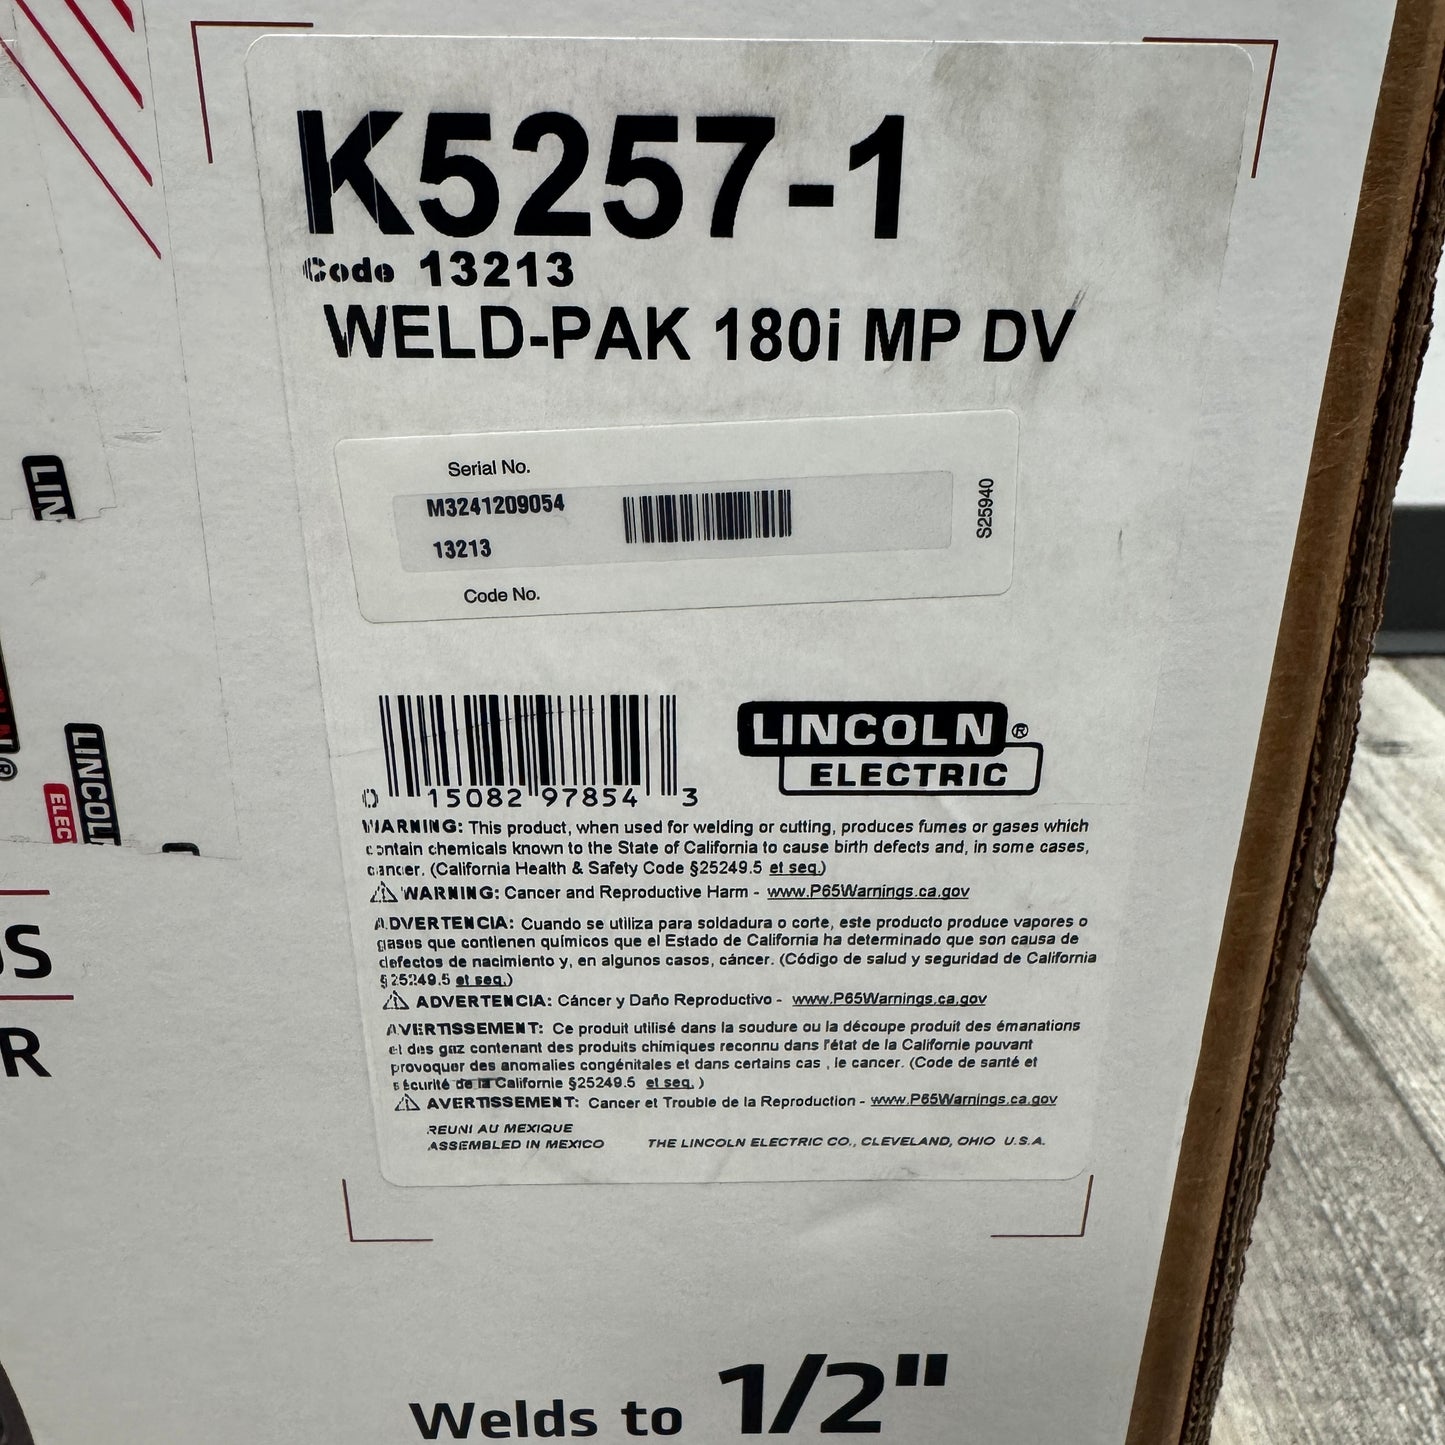 K5257-1
Code 13213
WELD-PAK 180i MP DV
Serial No.
M3241209054
13213
Code No.
S25940
LIN
LINCOL
ELEC
®
0 15082 97854 3
LINCOLN ®
ELECTRIC
WARNING: This product, when used for welding or cutting, produces fumes or gases which
contain chemicals known to the State of California to cause birth defects and, in some cases,
cancer. (California Health & Safety Code §25249.5 et seq.)
⚠ WARNING: Cancer and Reproductive Harm - www.P65Warnings.ca.gov
ADVERTENCIA: Cuando se utiliza para soldadura o corte, este producto produce vapores o
gases que contienen químicos que el Estado de California ha determinado que son causa de
defectos de nacimiento y, en algunos casos, cáncer. (Código de salud y seguridad de California
§25249.5 et seq.)
⚠ ADVERTENCIA: Cáncer y Daño Reproductivo - www.P65Warnings.ca.gov
AVERTISSEMENT: Ce produit utilisé dans la soudure ou la découpe produit des émanations
et des gaz contenant des produits chimiques reconnu dans l'état de la Californie pouvant
provoquer des anomalies congénitales et dans certains cas , le cancer. (Code de santé et
sécurité de la Californie §25249.5 et seq. )
⚠ AVERTISSEMENT: Cancer et Trouble de la Reproduction - www.P65Warnings.ca.gov
REUNI AU MEXIQUE
ASSEMBLED IN MEXICO THE LINCOLN ELECTRIC CO., CLEVELAND, OHIO U.S.A.
US
R
Welds to 1/2"